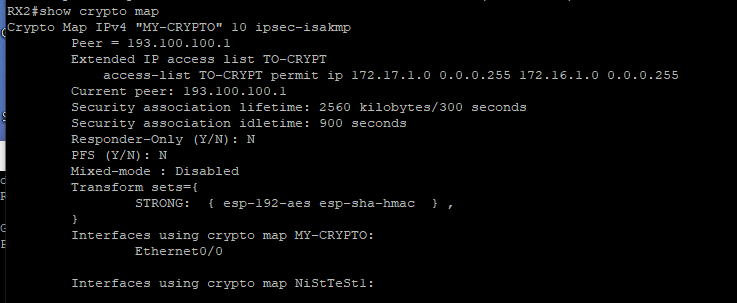 RX2#show crypto map
Crypto Map IPv4 "MY-CRYPTO" 10 ipsec-isakmp
Peer = 193.100.100.1
Extended IP access list TO-CRYPT
access-list TO-CRYPT permit ip 172.17.1.0 0.0.0.255 172.16.1.0 0.0.0.255
Current peer: 193.100.100.1
Security association lifetime: 2560 kilobytes/300 seconds
Security association idletime: 900 seconds
Responder-Only (Y/N): N
PFS (Y/N): N
Mixed-mode : Disabled
Transform sets={
STRONG:  { esp-192-aes esp-sha-hmac  } ,
}
Interfaces using crypto map MY-CRYPTO:
Ethernet0/0
Interfaces using crypto map NiStTeSt1: